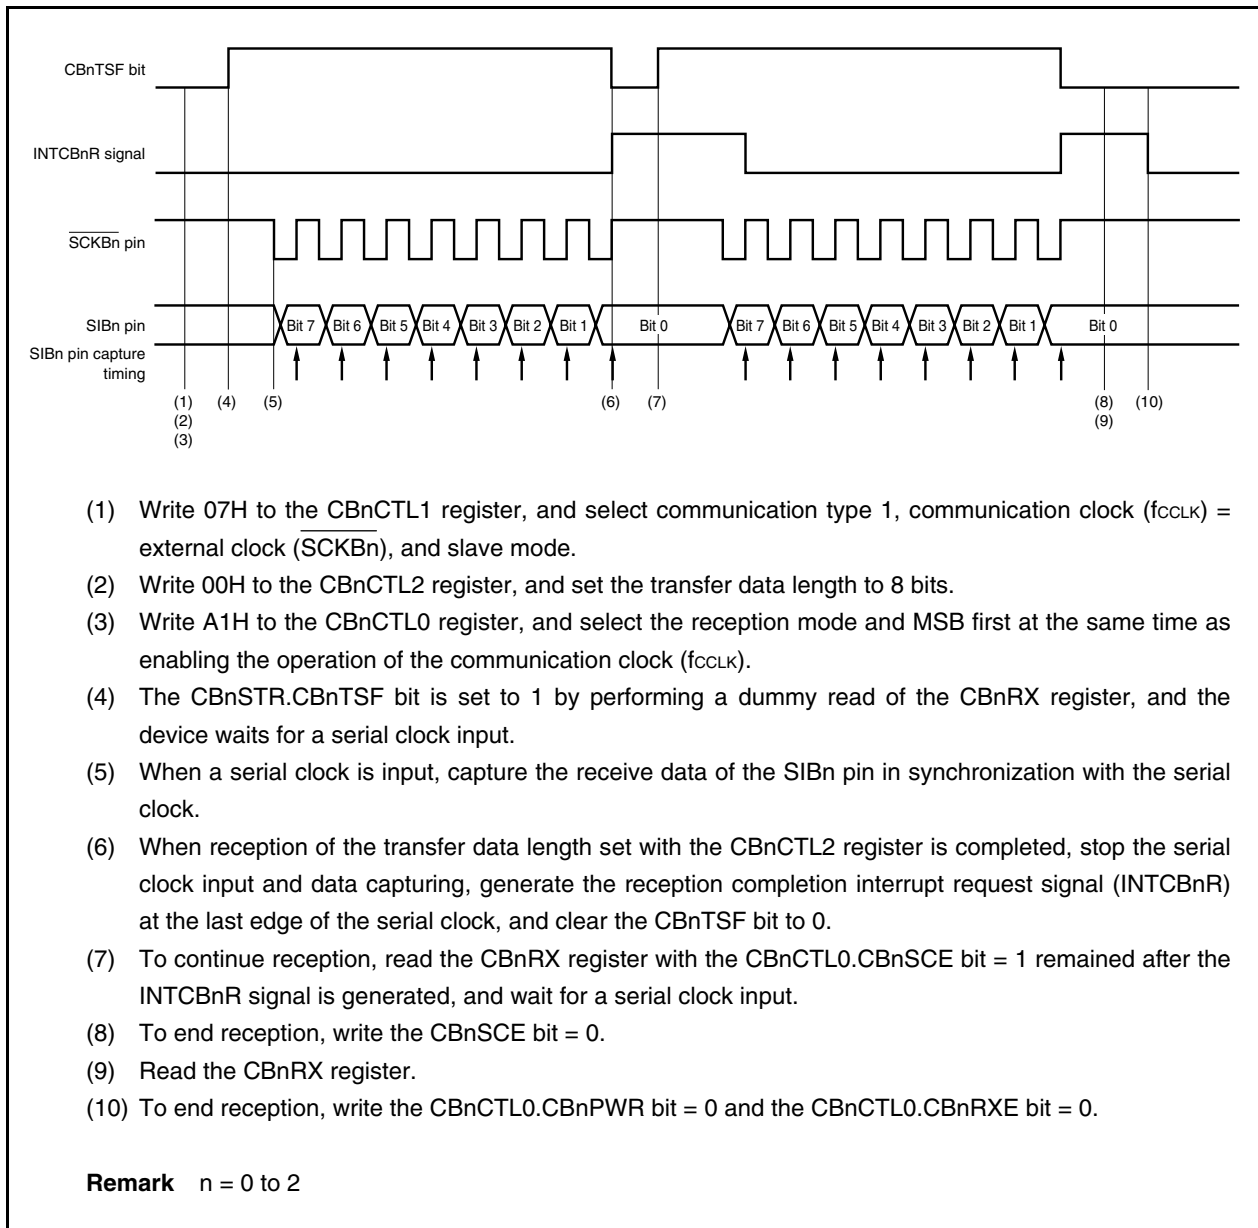 CBnTSF bit
INTCBnR signal
SCKBn pin
SIBn pin
Bit 7 Bit 6 Bit 5 Bit 4 Bit 3 Bit 2 Bit 1 Bit 0 Bit 7 Bit 6 Bit 5 Bit 4 Bit 3 Bit 2 Bit 1 Bit 0
SIBn pin capture
timing
(1) (4) (5) (6) (7) (8) (10)
(2) (9)
(3)
(1) Write 07H to the CBnCTL1 register, and select communication type 1, communication clock (fCCLK) =
external clock (SCKBn), and slave mode.
(2) Write 00H to the CBnCTL2 register, and set the transfer data length to 8 bits.
(3) Write A1H to the CBnCTL0 register, and select the reception mode and MSB first at the same time as
enabling the operation of the communication clock (fCCLK).
(4) The CBnSTR.CBnTSF bit is set to 1 by performing a dummy read of the CBnRX register, and the
device waits for a serial clock input.
(5) When a serial clock is input, capture the receive data of the SIBn pin in synchronization with the serial
clock.
(6) When reception of the transfer data length set with the CBnCTL2 register is completed, stop the serial
clock input and data capturing, generate the reception completion interrupt request signal (INTCBnR)
at the last edge of the serial clock, and clear the CBnTSF bit to 0.
(7) To continue reception, read the CBnRX register with the CBnCTL0.CBnSCE bit = 1 remained after the
INTCBnR signal is generated, and wait for a serial clock input.
(8) To end reception, write the CBnSCE bit = 0.
(9) Read the CBnRX register.
(10) To end reception, write the CBnCTL0.CBnPWR bit = 0 and the CBnCTL0.CBnRXE bit = 0.
Remark n = 0 to 2